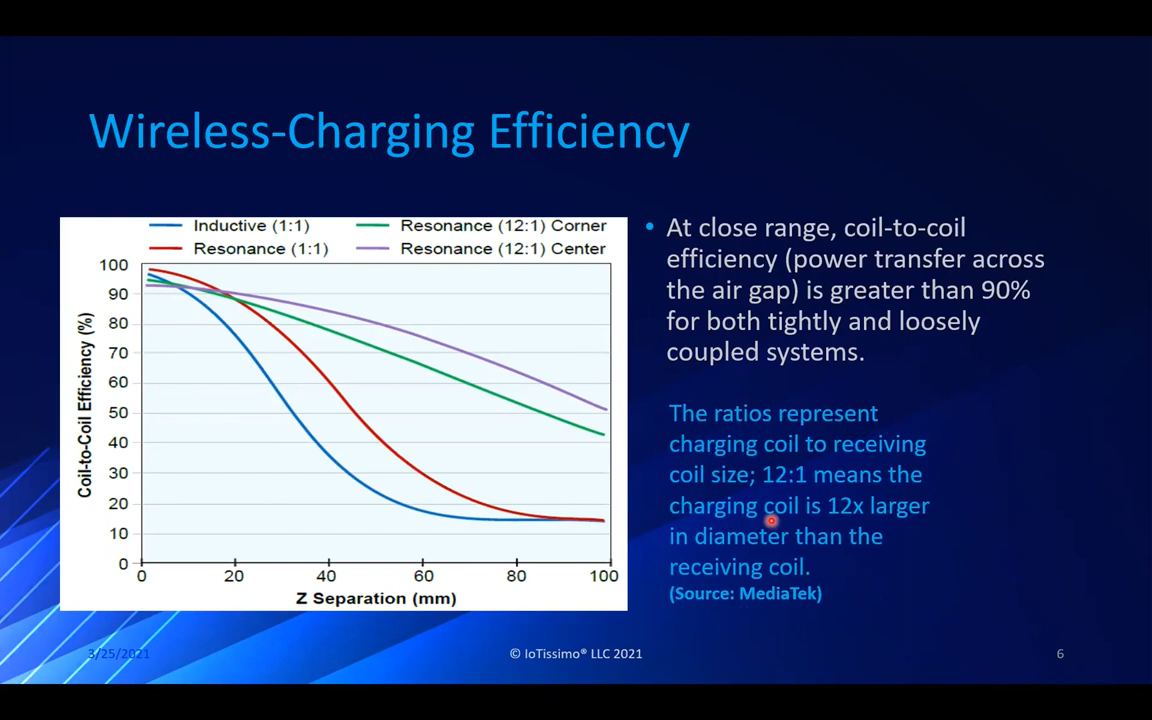 Wireless-Charging Efficiency
Inductive (1:1)
Resonance (12:1) Corner
Resonance (1:1)
Resonance (12:1) Center
Coil-to-Coil Efficiency (%)
100
90
80
70
60
50
40
30
20
10
0
0 20 40 60 80 100
Z Separation (mm)
• At close range, coil-to-coil
efficiency (power transfer across
the air gap) is greater than 90%
for both tightly and loosely
coupled systems.
The ratios represent
charging coil to receiving
coil size; 12:1 means the
charging coil is 12x larger
in diameter than the
receiving coil.
(Source: MediaTek)
3/25/2021
© IoTissimo® LLC 2021
6